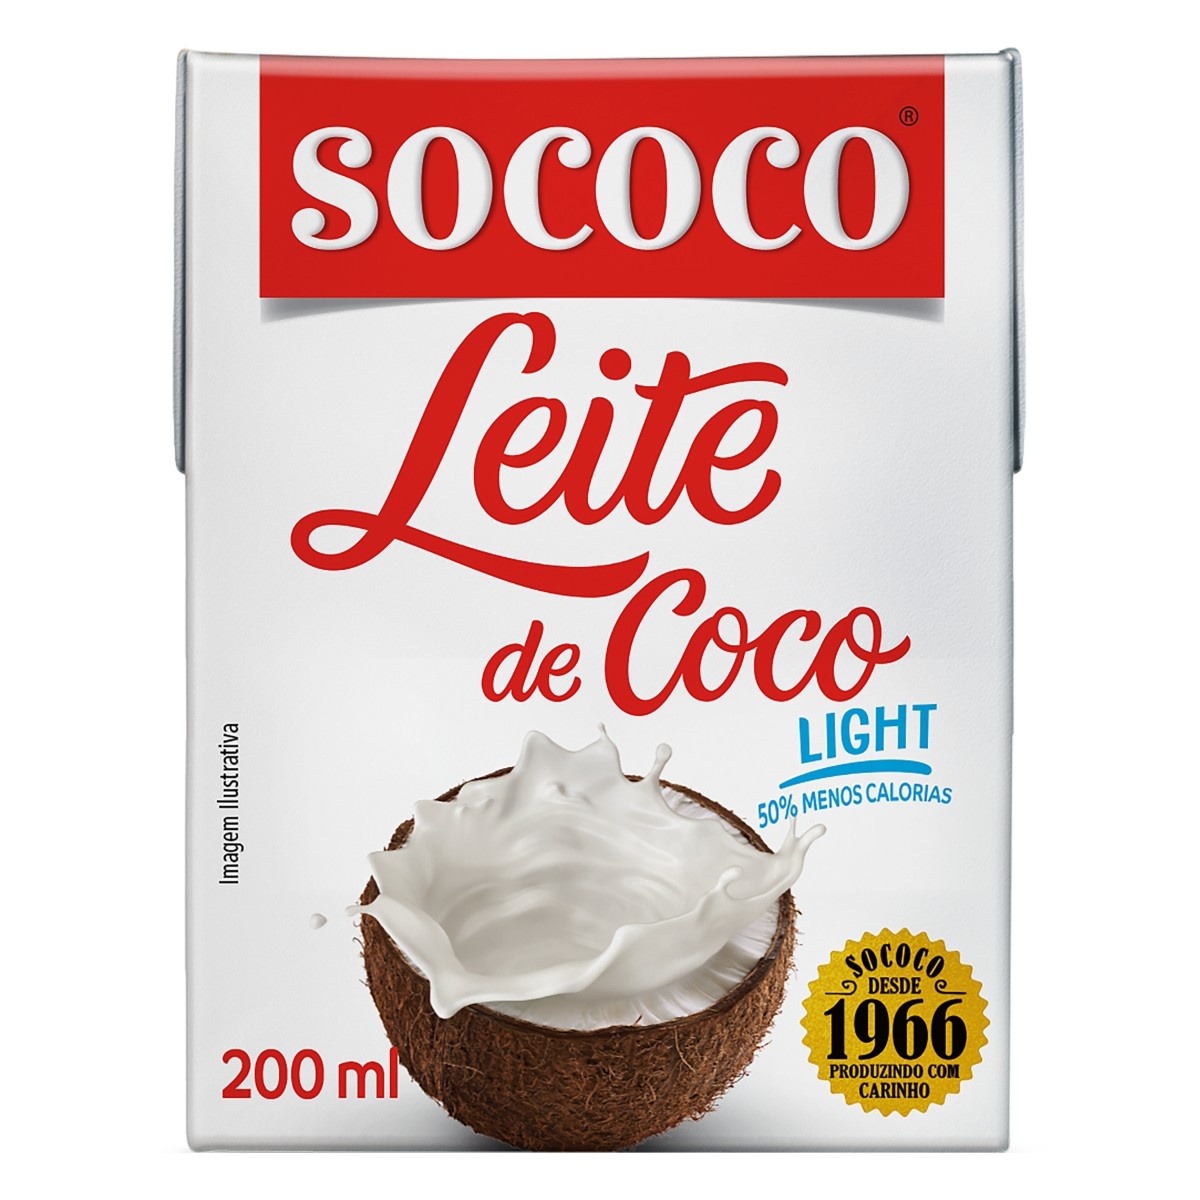 SOCOCO®
Leite
de Coco
LIGHT
50% MENOS CALORIAS
Imagem Ilustrativa
SOCOCO
DESDE
1966
PRODUZINDO COM
CARINHO
200 ml